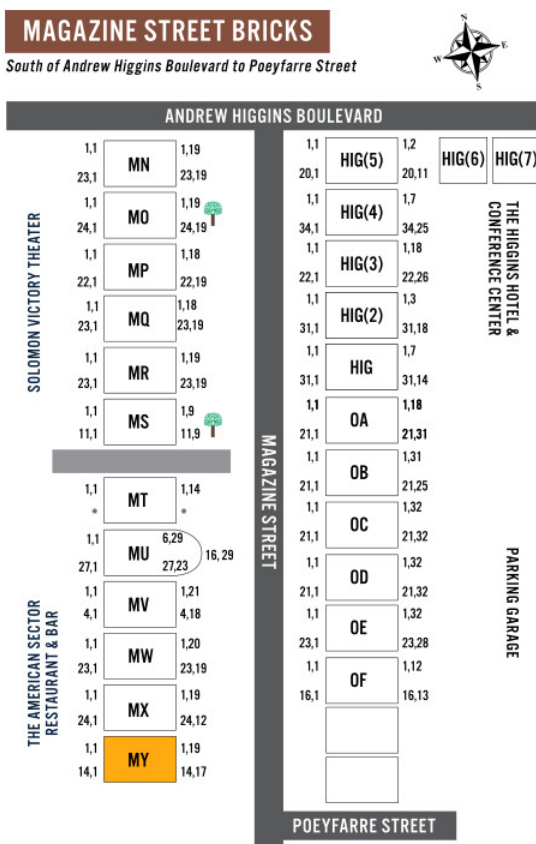 MAGAZINE STREET BRICKS
South of Andrew Higgins Boulevard to Poeyfarre Street
N
W E
S
ANDREW HIGGINS BOULEVARD
SOLOMON VICTORY THEATER
1,1 MN 1,19
23,1 23,19
1,1 MO 1,19
24,1 24,19
1,1 MP 1,18
22,1 22,19
1,1 MQ 1,18
23,1 23,19
1,1 MR 1,19
23,1 23,19
1,1 MS 1,9
11,1 11,9
THE AMERICAN SECTOR
RESTAURANT & BAR
1,1 MT 1,14
* *
1,1 MU 6,29
27,1 27,23 16,29
1,1 MV 1,21
4,1 4,18
1,1 MW 1,20
23,1 23,19
1,1 MX 1,19
24,1 24,12
1,1 MY 1,19
14,1 14,17
MAGAZINE STREET
1,1 HIG(5) 1,2 HIG(6) HIG(7)
20,1 20,11
1,1 HIG(4) 1,7
34,1 34,25
1,1 HIG(3) 1,18
22,1 22,26
1,1 HIG(2) 1,3
31,1 31,18
1,1 HIG 1,7
31,1 31,14
1,1 OA 1,18
21,1 21,31
1,1 OB 1,31
21,1 21,25
1,1 OC 1,32
21,1 21,32
1,1 OD 1,32
21,1 21,32
1,1 OE 1,32
23,1 23,28
1,1 OF 1,12
16,1 16,13
THE HIGGINS HOTEL &
CONFERENCE CENTER
PARKING GARAGE
POEYFARRE STREET